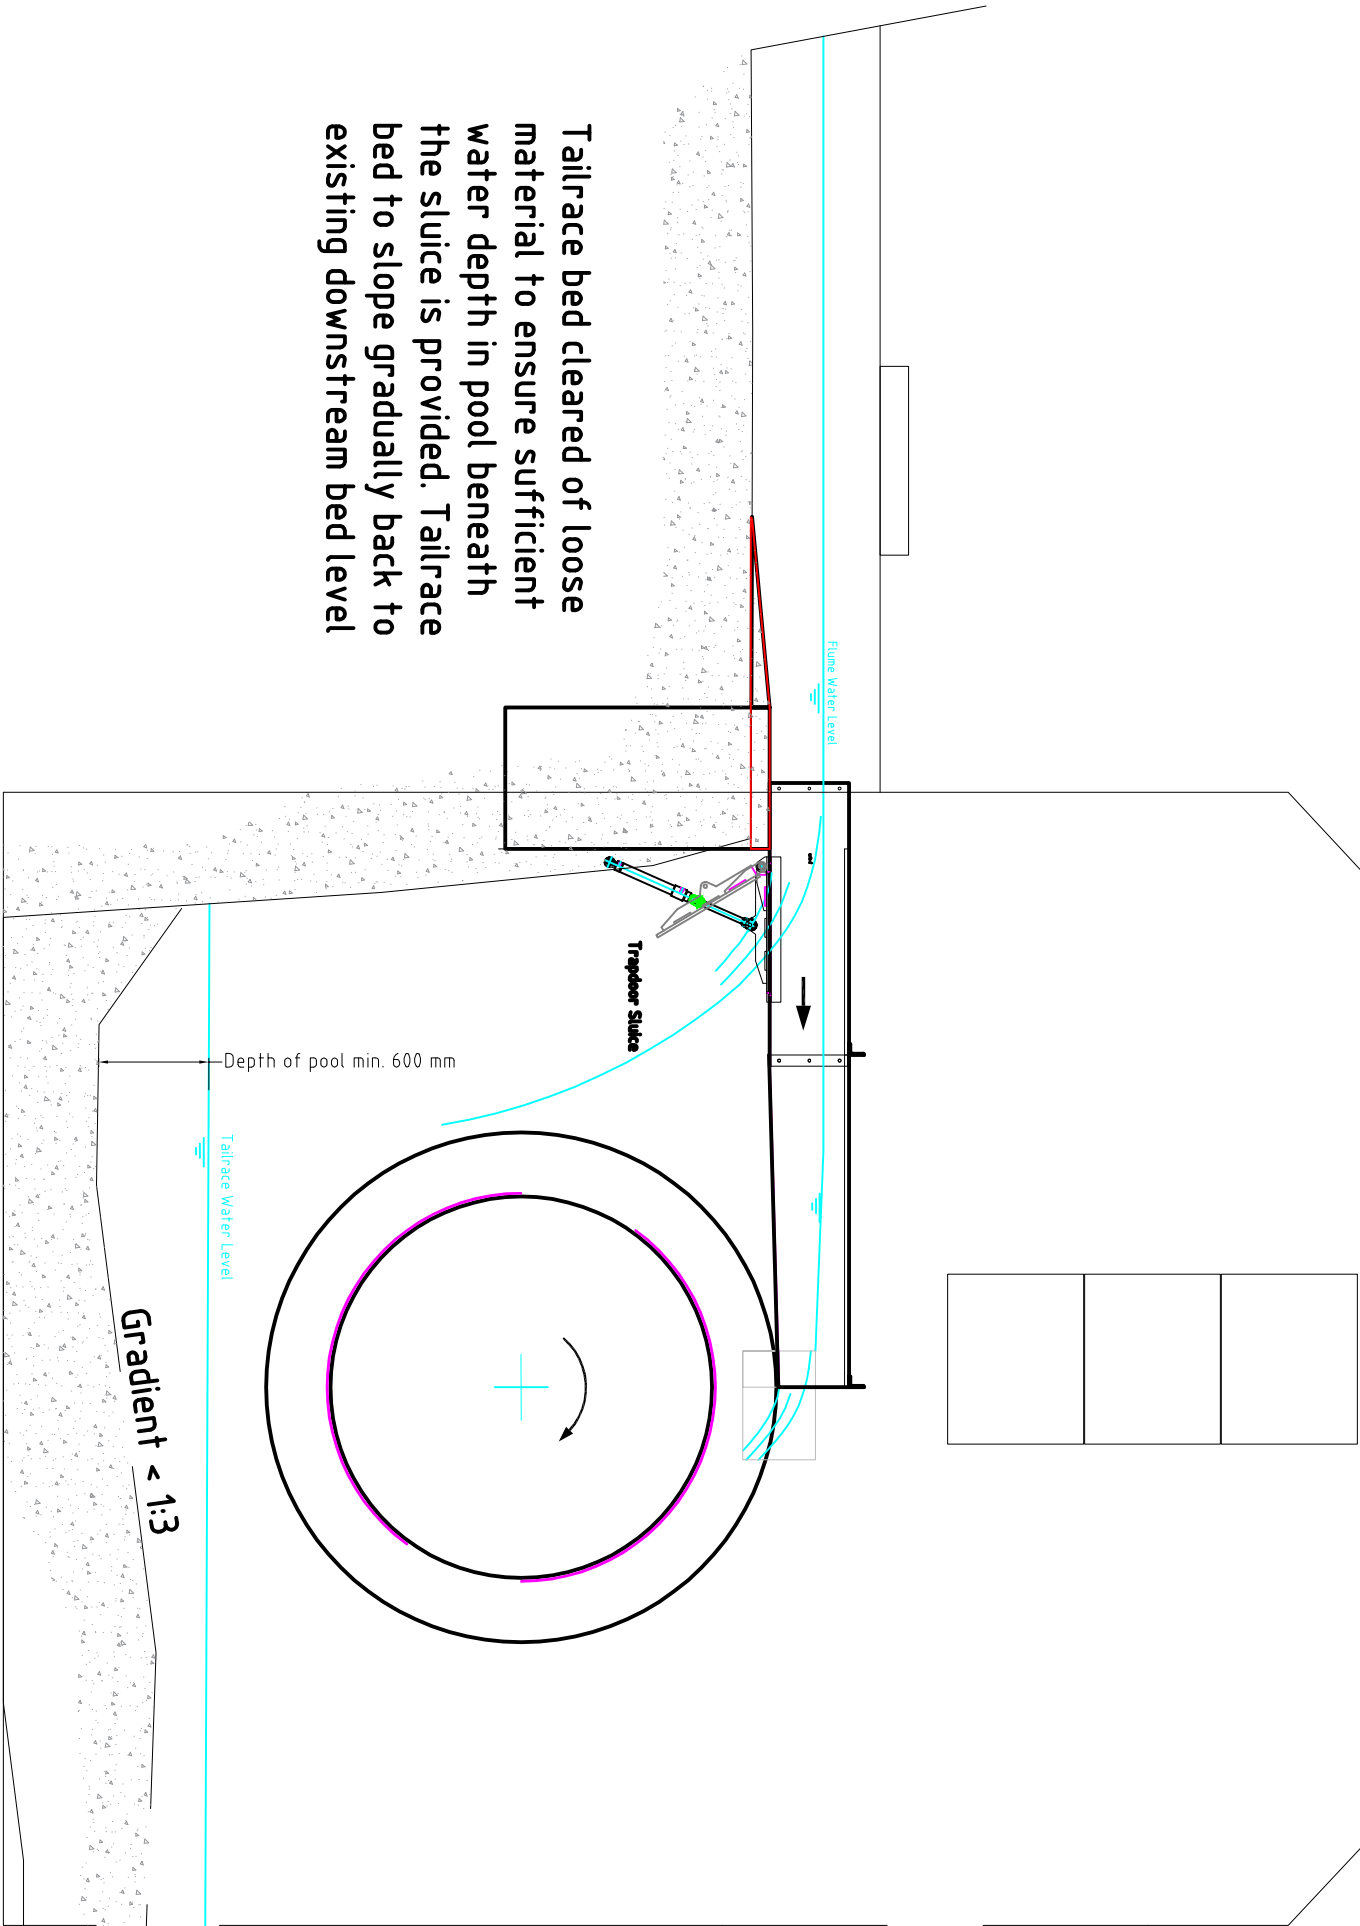 Tailrace bed cleared of loose
material to ensure sufficient
water depth in pool beneath
the sluice is provided. Tailrace
bed to slope gradually back to
existing downstream bed level
Flume Water Level
Trapdoor Sluice
Depth of pool min. 600 mm
Tailrace Water Level
Gradient < 1:3